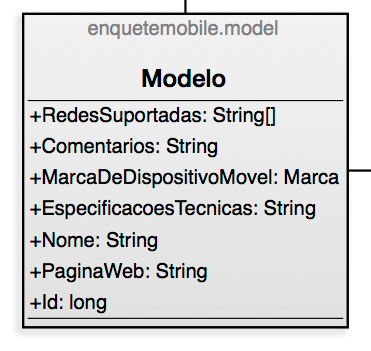 enquetemobile.model
Modelo
+RedesSuportadas: String[]
+Comentarios: String
+MarcaDeDispositivoMovel: Marca
+EspecificacoesTecnicas: String
+Nome: String
+PaginaWeb: String
+Id: long